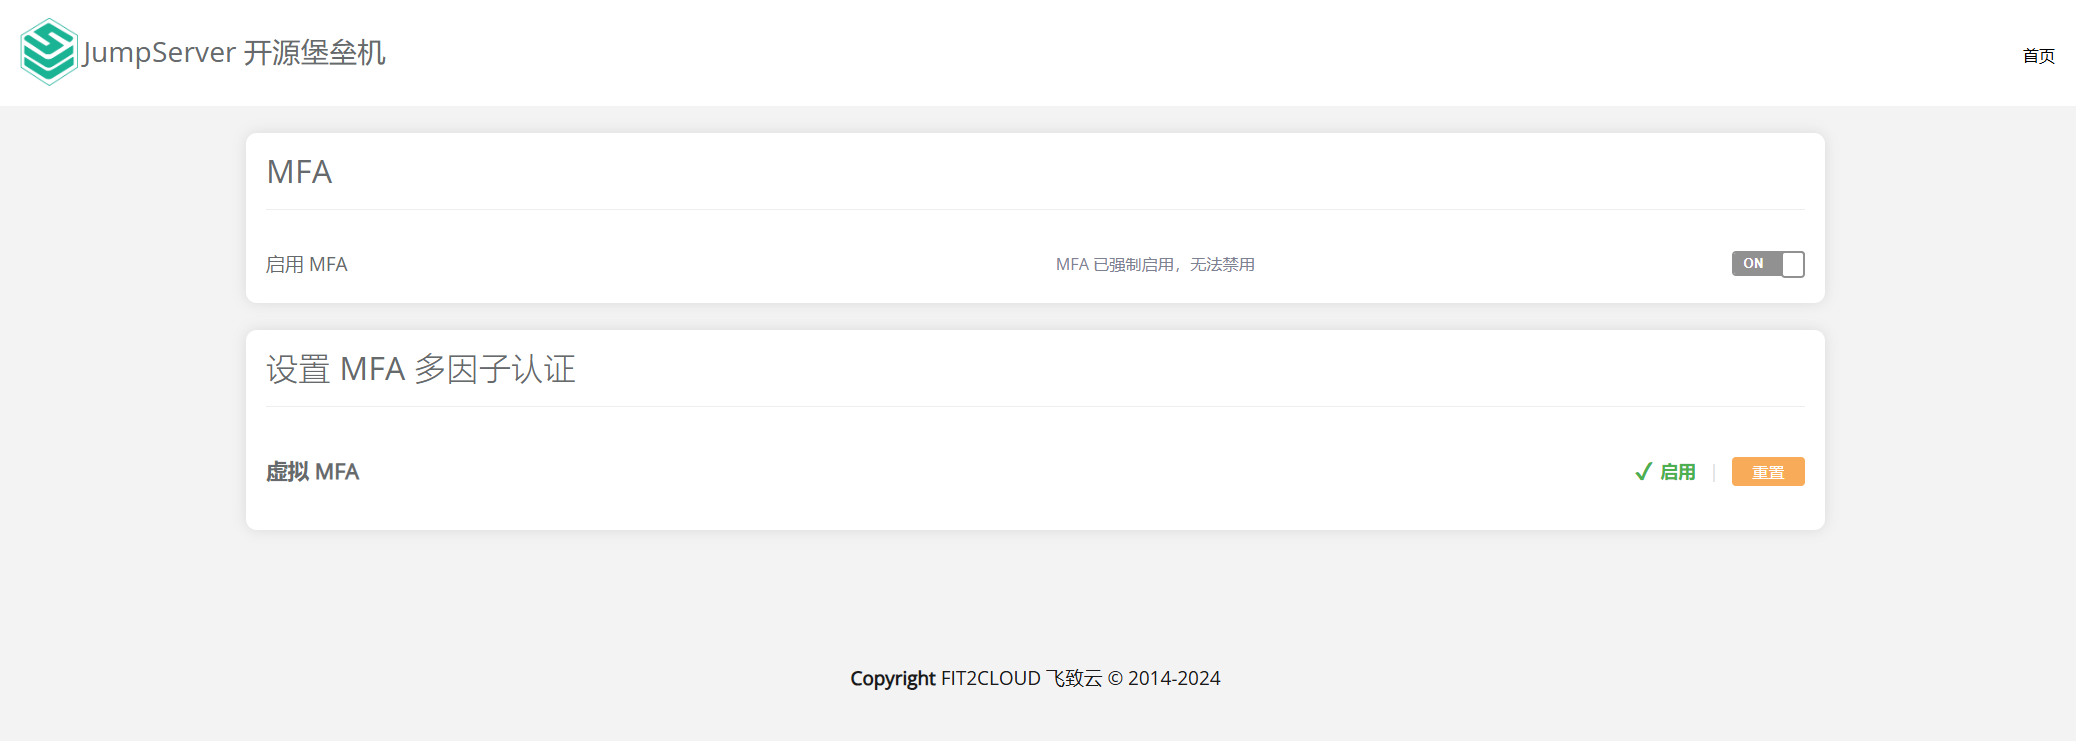 JumpServer 开源堡垒机
首页
MFA
启用 MFA
MFA 已强制启用，无法禁用
ON
设置 MFA 多因子认证
虚拟 MFA
启用
重置
Copyright FIT2CLOUD 飞致云 © 2014-2024